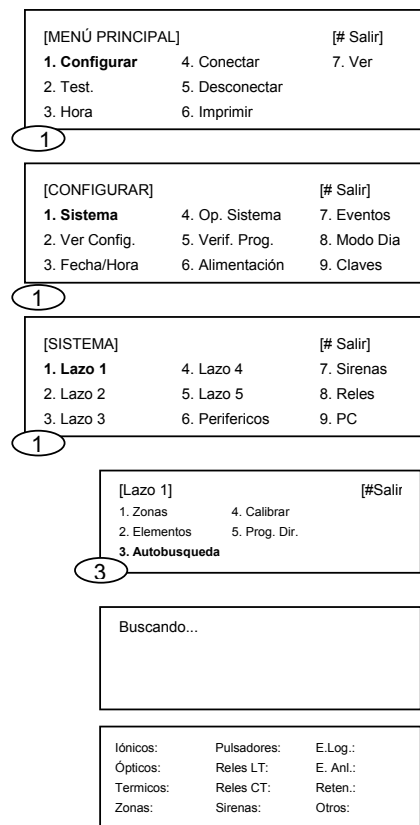 [MENÚ PRINCIPAL] [# Salir]
1. Configurar 4. Conectar 7. Ver
2. Test. 5. Desconectar
3. Hora 6. Imprimir
1
[CONFIGURAR] [# Salir]
1. Sistema 4. Op. Sistema 7. Eventos
2. Ver Config. 5. Verif. Prog. 8. Modo Dia
3. Fecha/Hora 6. Alimentación 9. Claves
1
[SISTEMA] [# Salir]
1. Lazo 1 4. Lazo 4 7. Sirenas
2. Lazo 2 5. Lazo 5 8. Reles
3. Lazo 3 6. Perifericos 9. PC
1
[Lazo 1] [#Salir
1. Zonas 4. Calibrar
2. Elementos 5. Prog. Dir.
3. Autobusqueda
3
Buscando...
Iónicos: Pulsadores: E.Log.:
Ópticos: Reles LT: E. Anl.:
Termicos: Reles CT: Reten.:
Zonas: Sirenas: Otros: